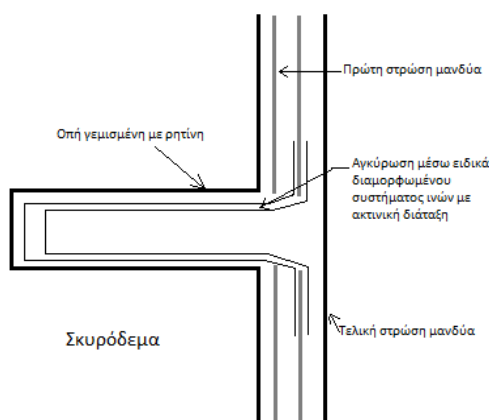 Πρώτη στρώση μανδύα
Οπή γεμισμένη με ρητίνη
Αγκύρωση μέσω ειδικά
διαμορφωμένου
συστήματος ινών με
ακτινική διάταξη
Τελική στρώση μανδύα
Σκυρόδεμα